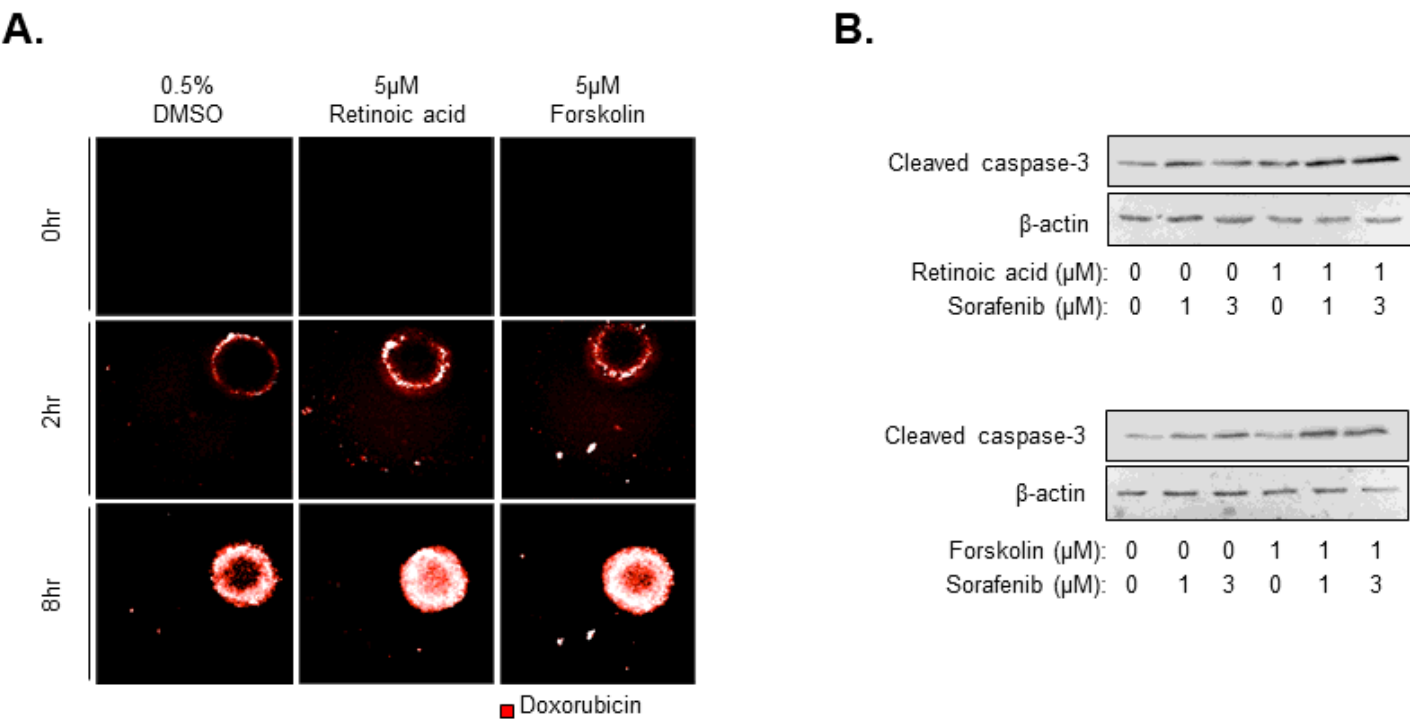 A.
0.5%
DMSO
5µM
Retinoic acid
5µM
Forskolin
0hr
2hr
8hr
Doxorubicin
B.
Cleaved caspase-3
β-actin
Retinoic acid (µM): 0 0 0 1 1 1
Sorafenib (µM): 0 1 3 0 1 3
Cleaved caspase-3
β-actin
Forskolin (µM): 0 0 0 1 1 1
Sorafenib (µM): 0 1 3 0 1 3